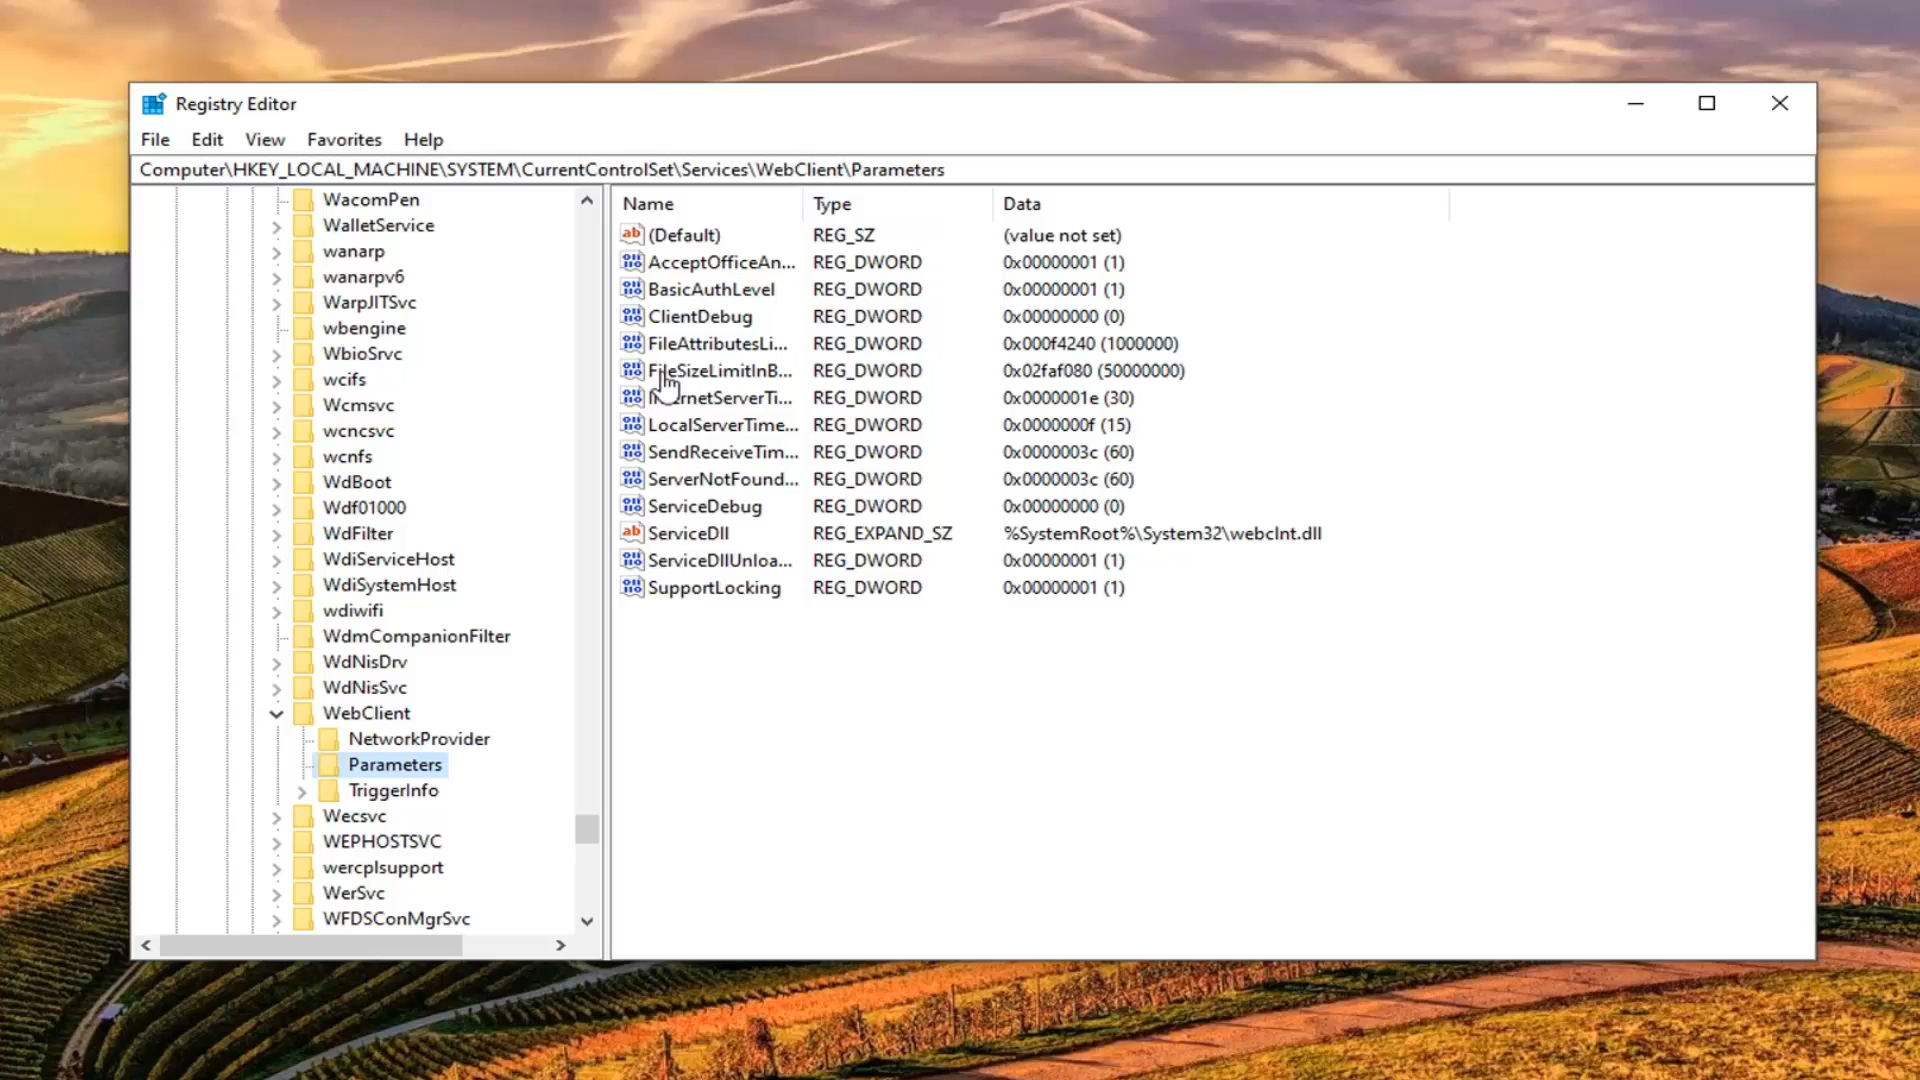 Registry Editor
File Edit View Favorites Help
Computer\HKEY_LOCAL_MACHINE\SYSTEM\CurrentControlSet\Services\WebClient\Parameters
WacomPen
WalletService
wanarp
wanarpv6
WarpJITSvc
wbengine
WbioSrvc
wcifs
Wcmsvc
wcncsvc
wcnfs
WdBoot
Wdf01000
WdFilter
WdiServiceHost
WdiSystemHost
wdiwifi
WdmCompanionFilter
WdNisDrv
WdNisSvc
WebClient
NetworkProvider
Parameters
TriggerInfo
Wecsvc
WEPHOSTSVC
wercplsupport
WerSvc
WFDSConMgrSvc
Name Type Data
(Default) REG_SZ (value not set)
AcceptOfficeAn... REG_DWORD 0x00000001 (1)
BasicAuthLevel REG_DWORD 0x00000001 (1)
ClientDebug REG_DWORD 0x00000000 (0)
FileAttributesLi... REG_DWORD 0x000f4240 (1000000)
FileSizeLimitInB... REG_DWORD 0x02faf080 (50000000)
InternetServerTi... REG_DWORD 0x0000001e (30)
LocalServerTime... REG_DWORD 0x0000000f (15)
SendReceiveTim... REG_DWORD 0x0000003c (60)
ServerNotFound... REG_DWORD 0x0000003c (60)
ServiceDebug REG_DWORD 0x00000000 (0)
ServiceDll REG_EXPAND_SZ %SystemRoot%\System32\webclnt.dll
ServiceDllUnloa... REG_DWORD 0x00000001 (1)
SupportLocking REG_DWORD 0x00000001 (1)